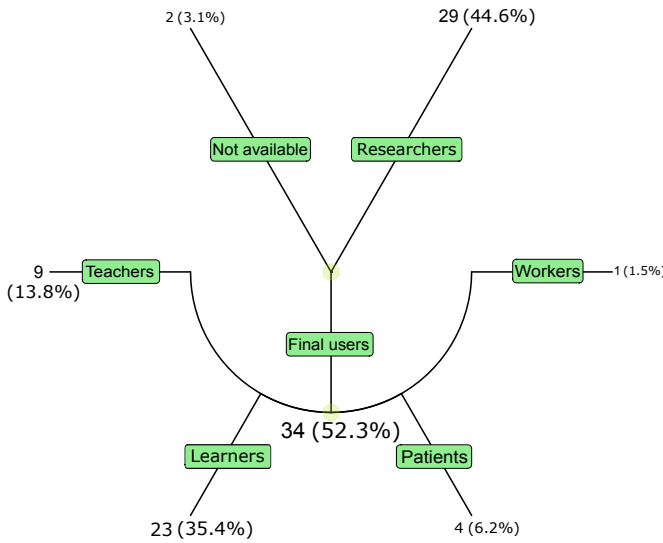 2 (3.1%)
29 (44.6%)
Not available
Researchers
9
(13.8%)
Teachers
Workers
1 (1.5%)
Final users
34 (52.3%)
Learners
Patients
23 (35.4%)
4 (6.2%)